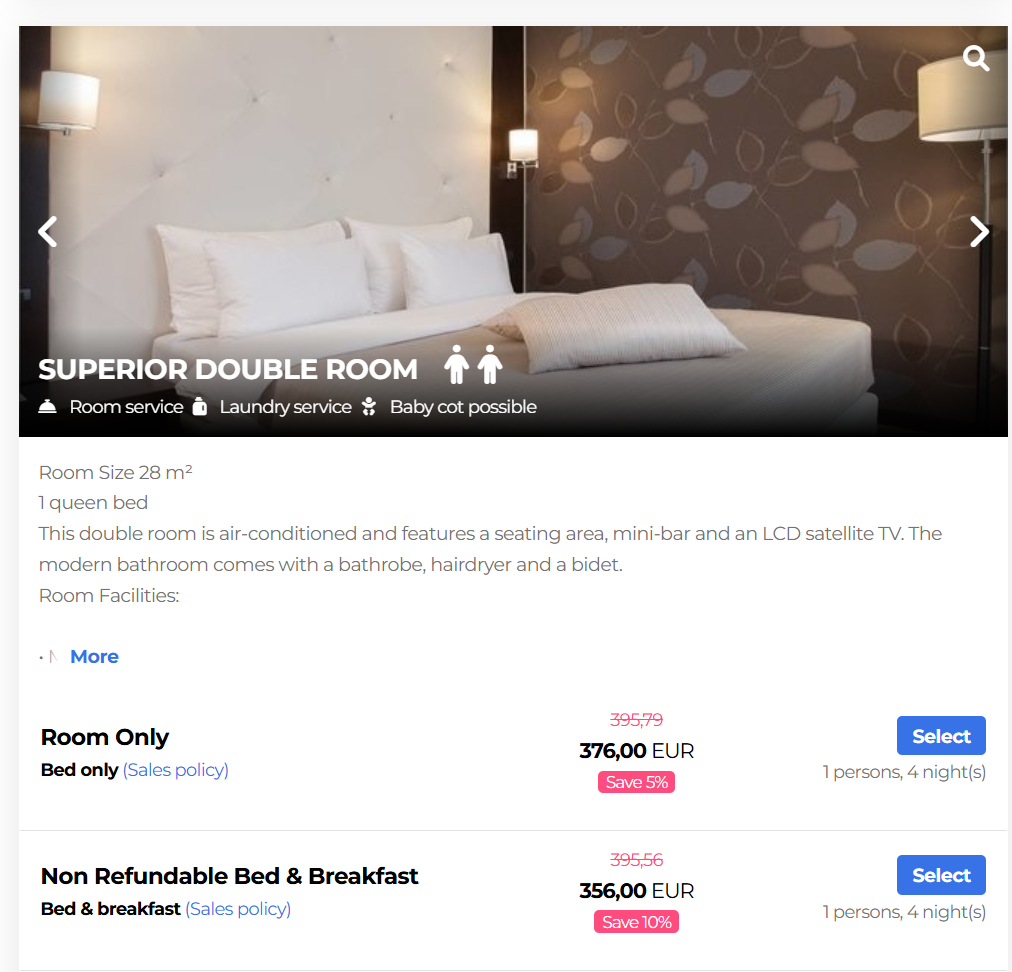 SUPERIOR DOUBLE ROOM
Room service Laundry service Baby cot possible
Room Size 28 m²
1 queen bed
This double room is air-conditioned and features a seating area, mini-bar and an LCD satellite TV. The
modern bathroom comes with a bathrobe, hairdryer and a bidet.
Room Facilities:
• More
395,79
Room Only 376,00 EUR Select
Bed only (Sales policy) Save 5% 1 persons, 4 night(s)
395,56
Non Refundable Bed & Breakfast 356,00 EUR Select
Bed & breakfast (Sales policy) Save 10% 1 persons, 4 night(s)